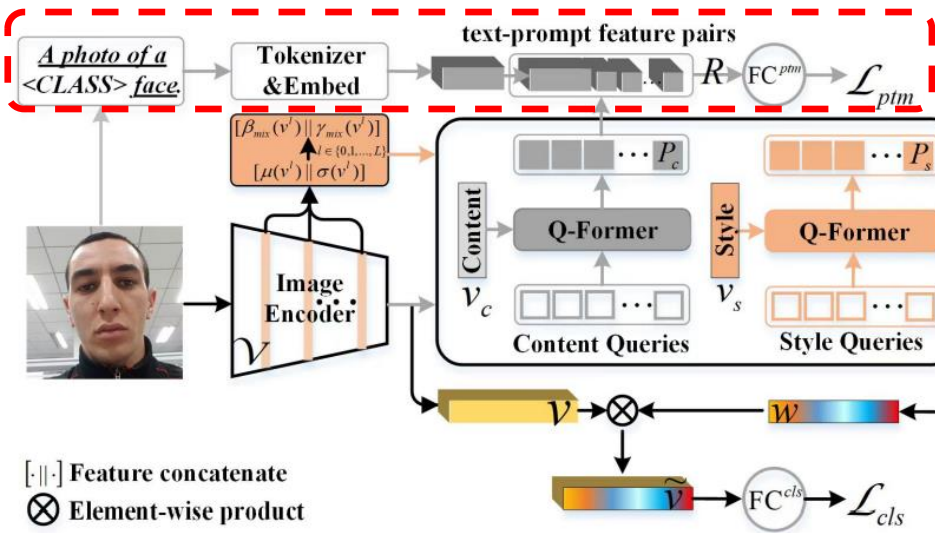 text-prompt feature pairs
A photo of a
<CLASS> face.
Tokenizer
&Embed
... R FC^ptm L_ptm
[β_mix(v^l) || γ_mix(v^l)]
l ∈ {0,1,...,L}
[μ(v^l) || σ(v^l)]
... P_c
... P_s
Content
Q-Former
Style
Q-Former
v_c
v_s
Image
Encoder
...
V
...
...
Content Queries
Style Queries
v
w
[·||·] Feature concatenate
ṽ FC^cls L_cls
⊗ Element-wise product